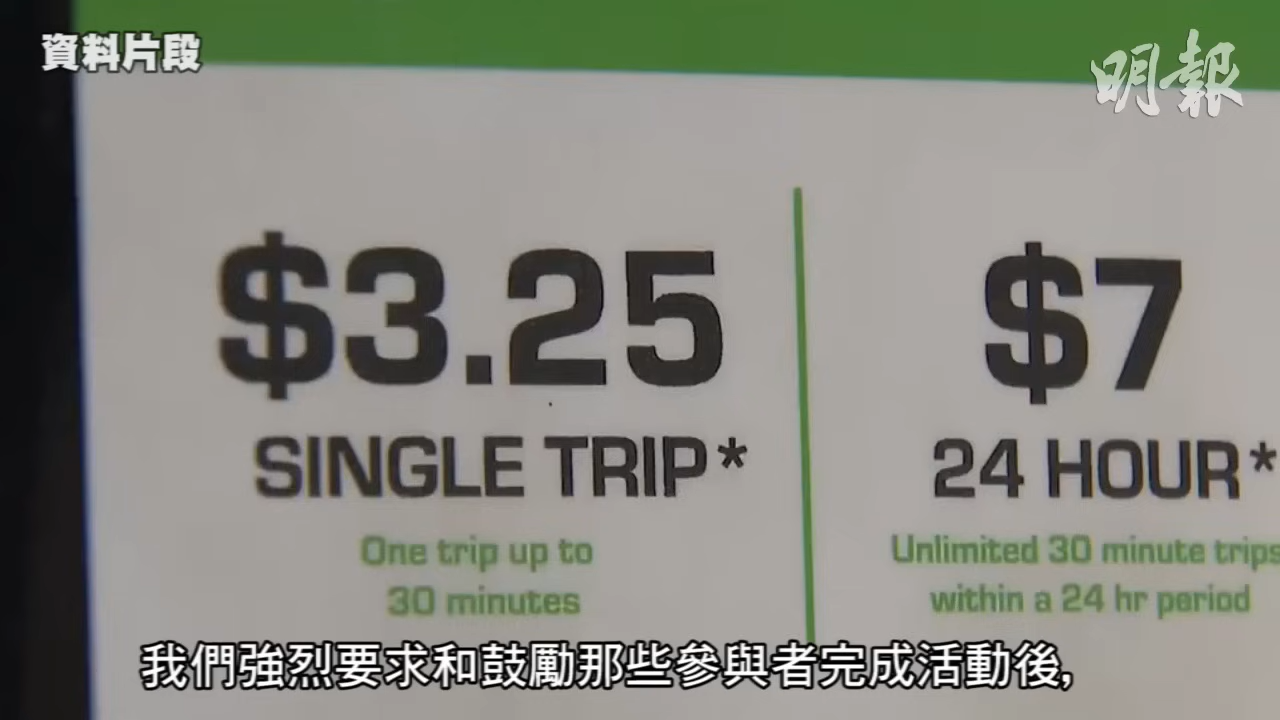 資料片段
明報
$3.25
SINGLE TRIP*
One trip up to
30 minutes
$7
24 HOUR*
Unlimited 30 minute trips
within a 24 hr period
我們強烈要求和鼓勵那些參與者完成活動後,